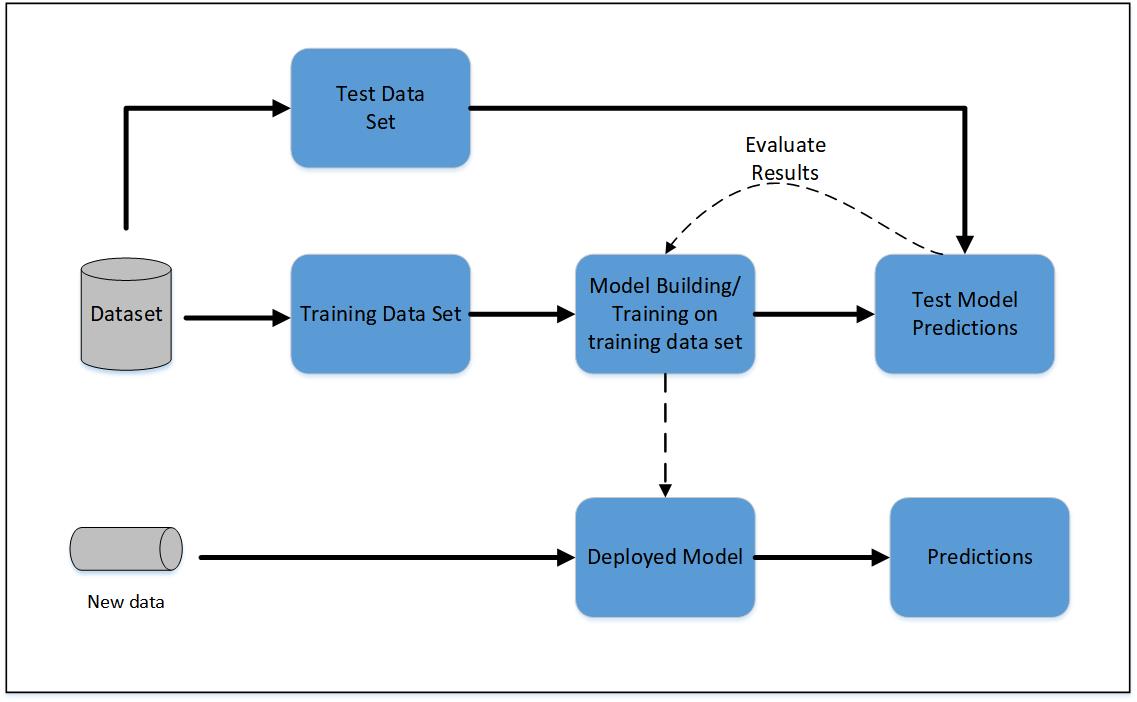 Test Data
Set
Evaluate
Results
Dataset
Training Data Set
Model Building/
Training on
training data set
Test Model
Predictions
New data
Deployed Model
Predictions